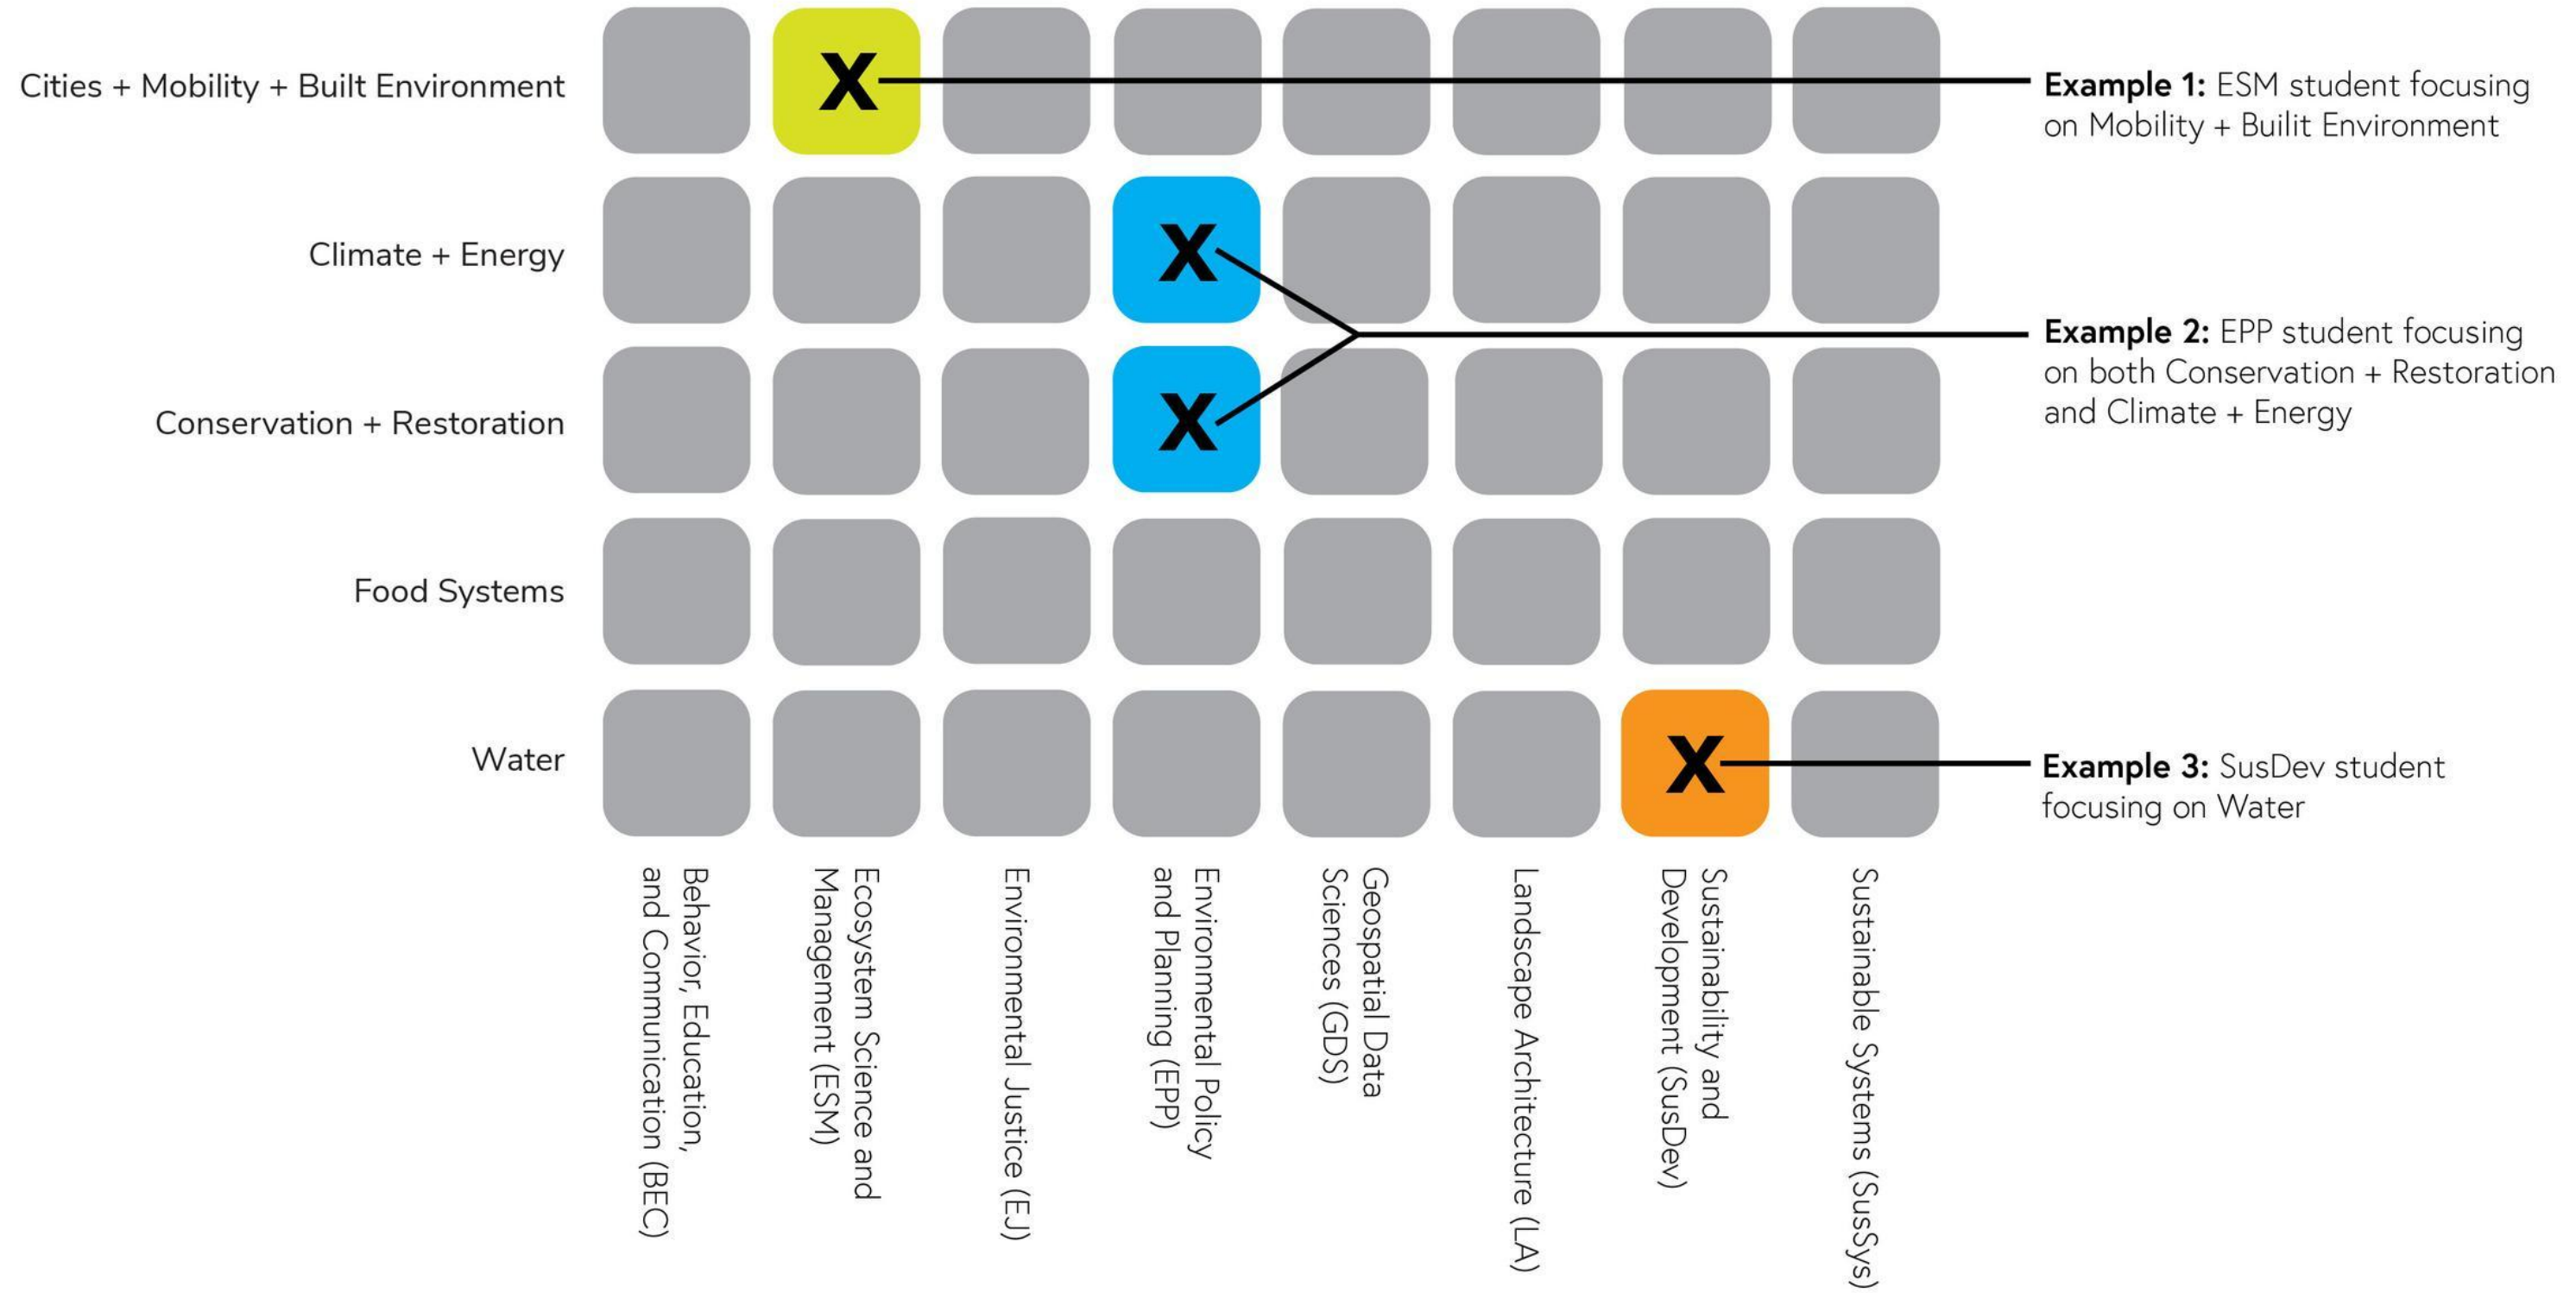 Cities + Mobility + Built Environment
X
Example 1: ESM student focusing
on Mobility + Builit Environment
Climate + Energy
X
Example 2: EPP student focusing
on both Conservation + Restoration
and Climate + Energy
Conservation + Restoration
X
Food Systems
Water
X
Example 3: SusDev student
focusing on Water
Behavior, Education,
and Communication (BEC)
Ecosystem Science and
Management (ESM)
Environmental Justice (EJ)
Environmental Policy
and Planning (EPP)
Geospatial Data
Sciences (GDS)
Landscape Architecture (LA)
Sustainability and
Development (SusDev)
Sustainable Systems (SusSys)